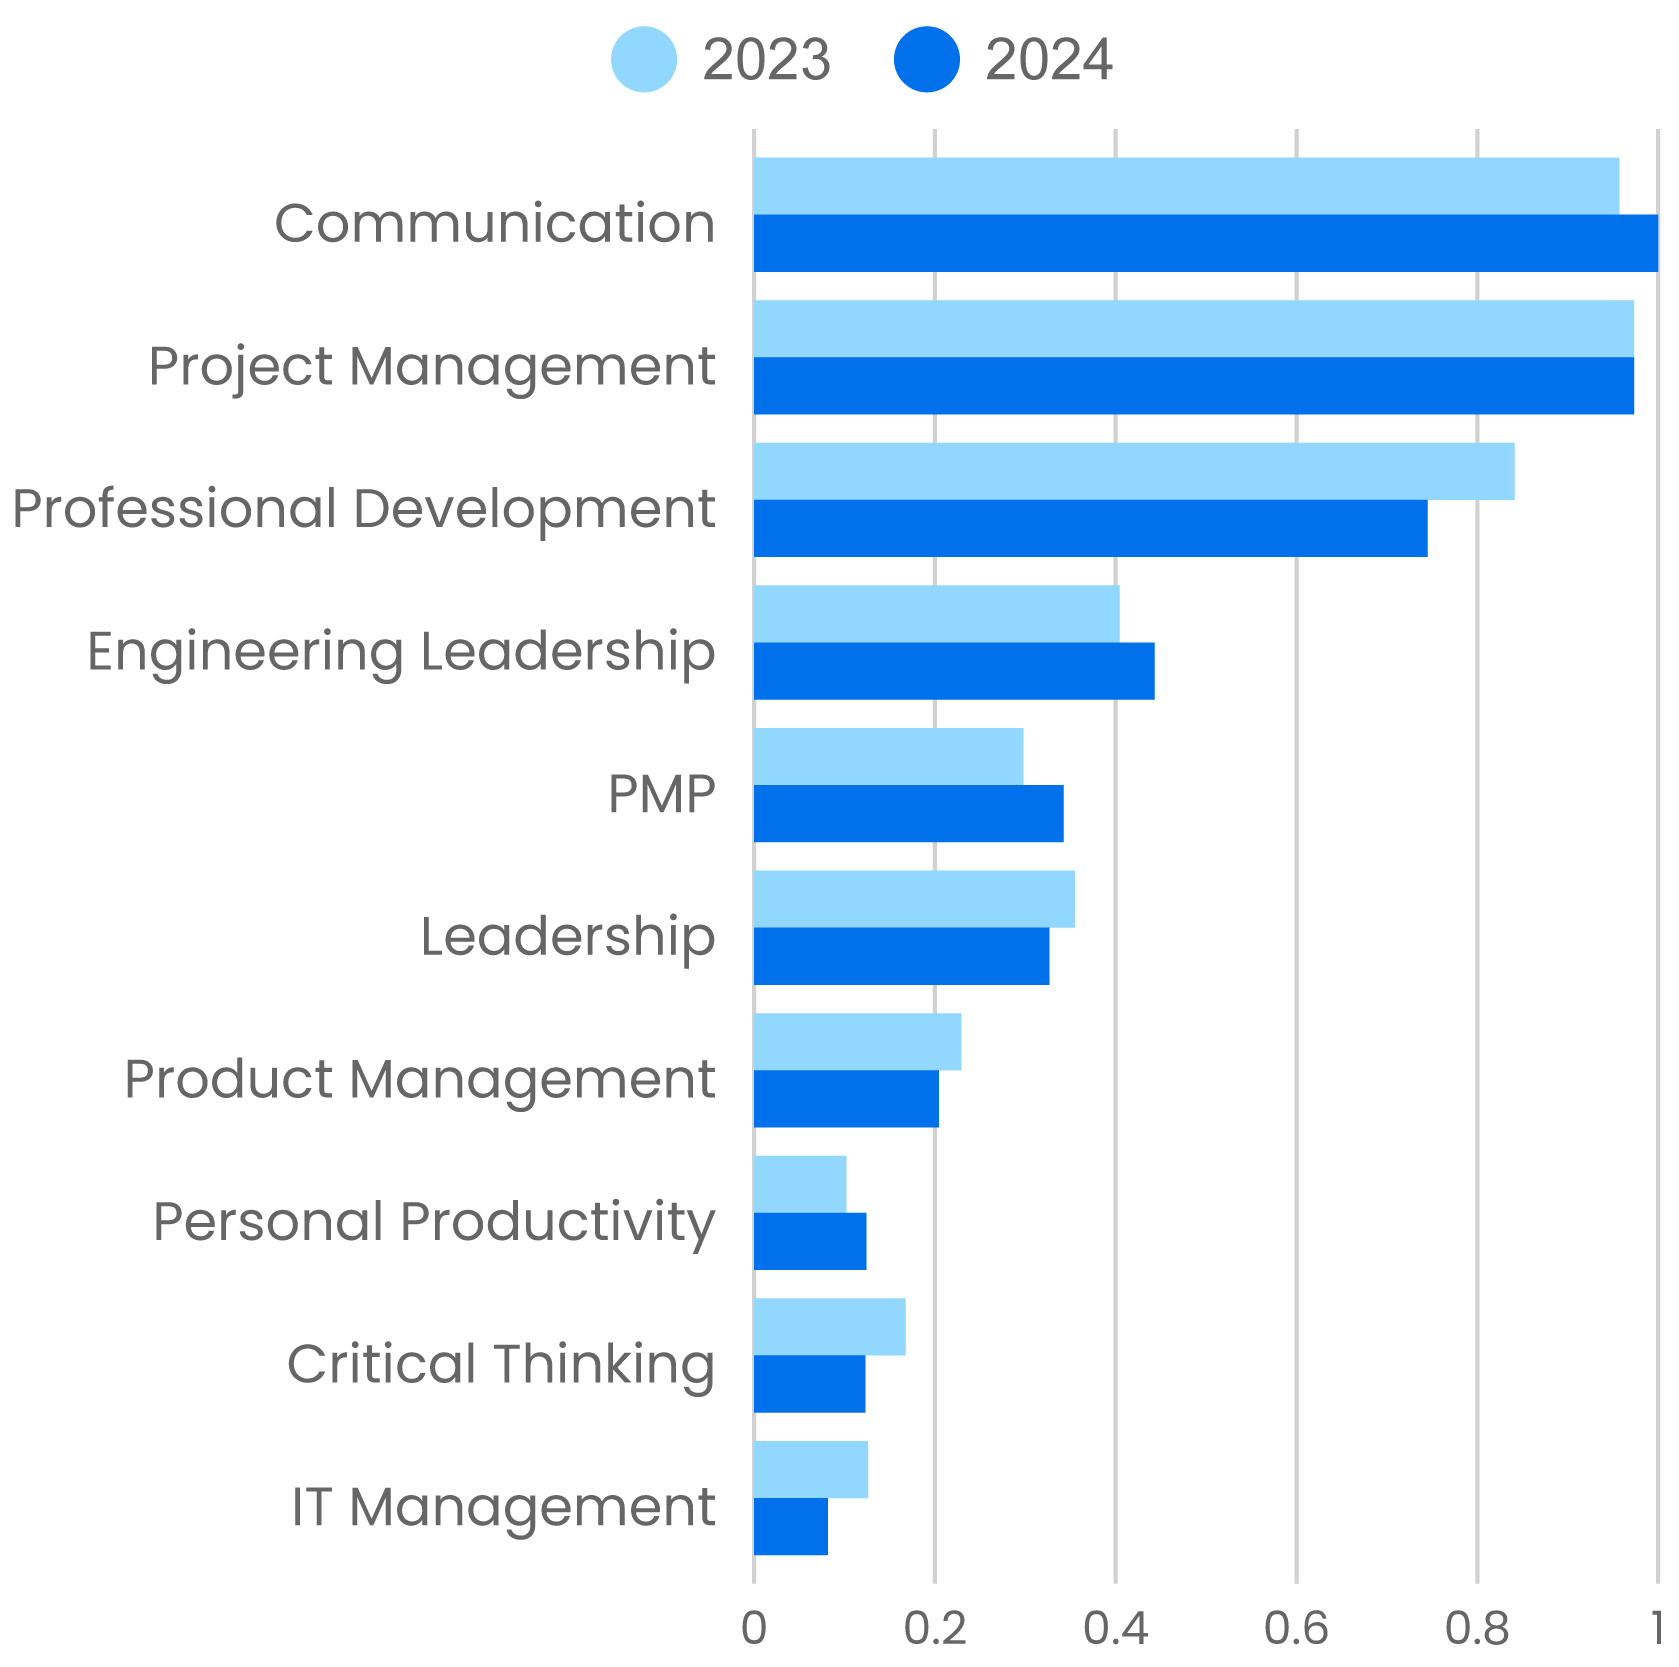 2023 2024
Communication
Project Management
Professional Development
Engineering Leadership
PMP
Leadership
Product Management
Personal Productivity
Critical Thinking
IT Management
0 0.2 0.4 0.6 0.8 1